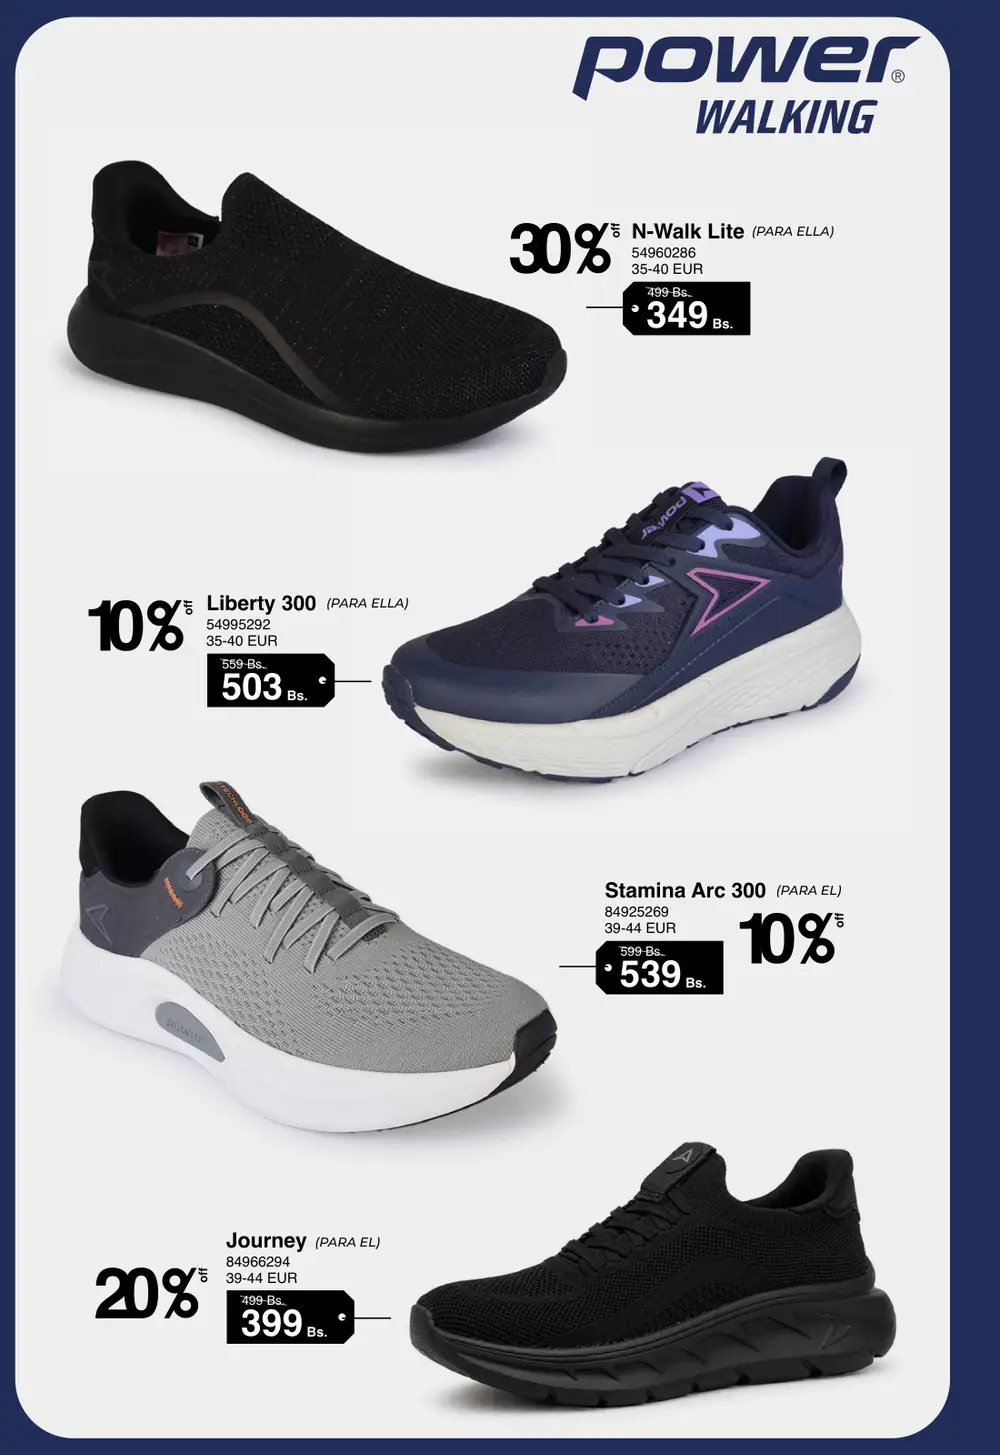 power®
WALKING
30% off
N-Walk Lite (PARA ELLA)
54960286
35-40 EUR
499 Bs.
349 Bs.
power
10% off
Liberty 300 (PARA ELLA)
54995292
35-40 EUR
559 Bs.
503 Bs.
Stamina Arc 300 (PARA EL)
84925269
39-44 EUR
10% off
599 Bs.
539 Bs.
power
Journey (PARA EL)
84966294
39-44 EUR
20% off
499 Bs.
399 Bs.